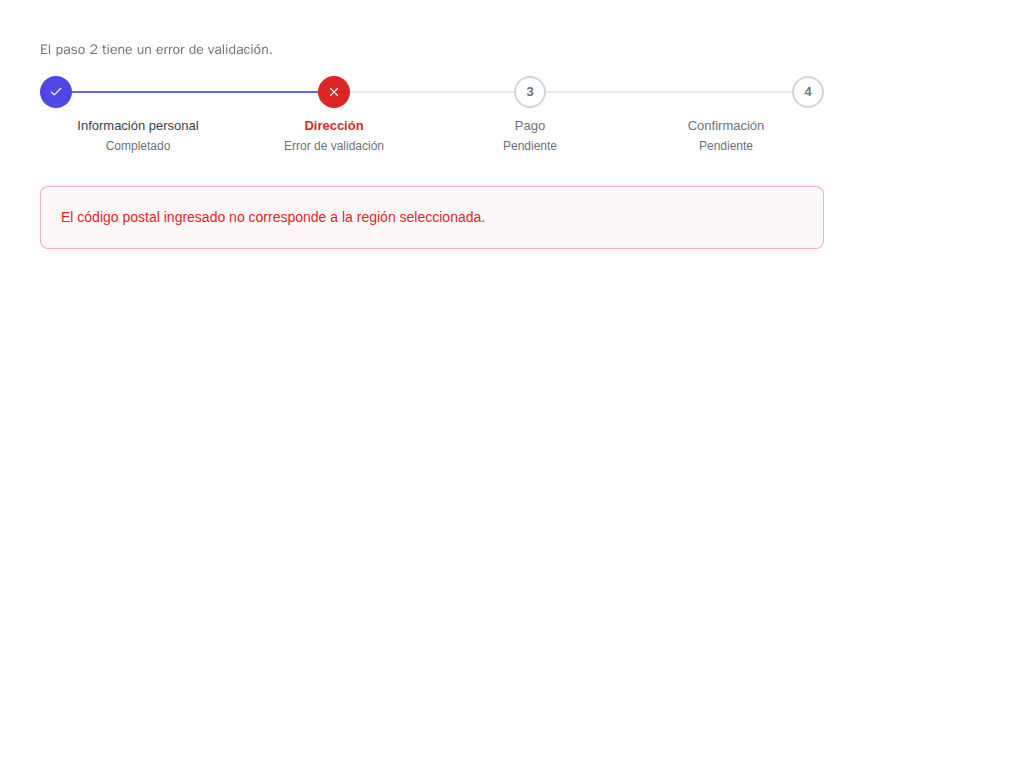 El paso 2 tiene un error de validación.
3
4
Información personal
Dirección
Pago
Confirmación
Completado
Error de validación
Pendiente
Pendiente
El código postal ingresado no corresponde a la región seleccionada.